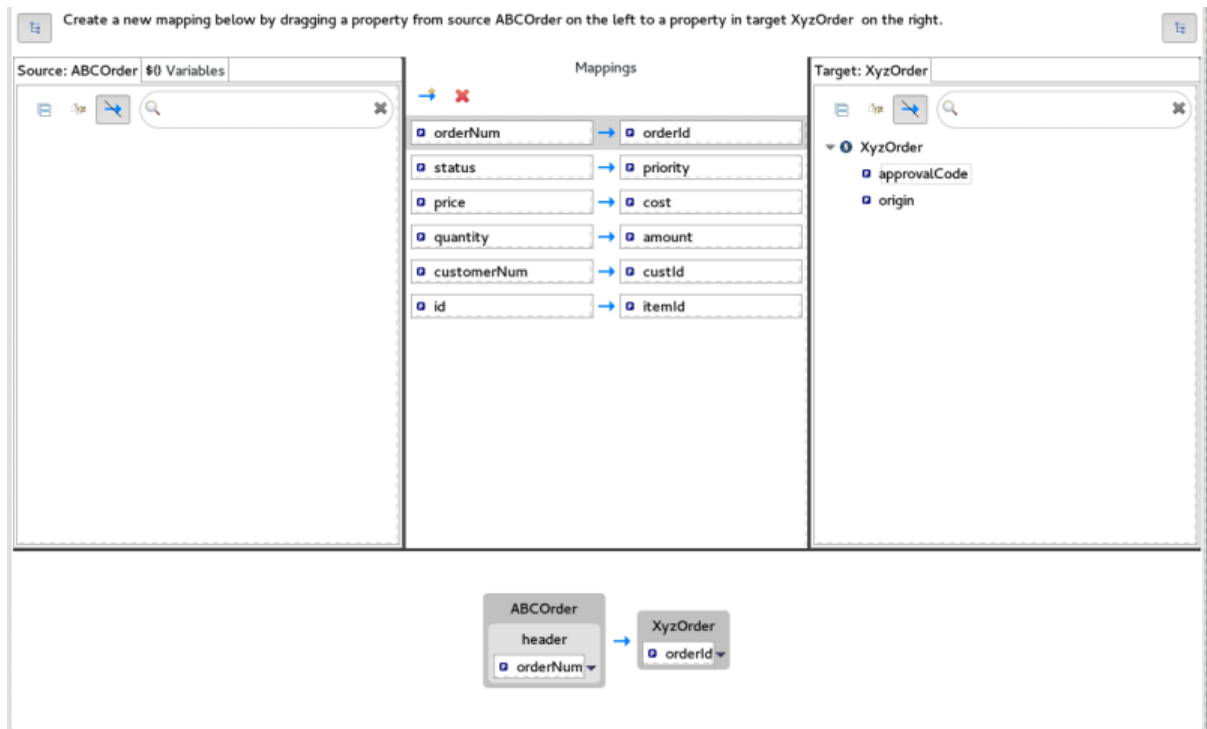 Create a new mapping below by dragging a property from source ABCOrder on the left to a property in target XyzOrder on the right.
Source: ABCOrder
${} Variables
Mappings
Target: XyzOrder
orderNum
orderId
status
priority
price
cost
quantity
amount
customerNum
custId
id
itemId
XyzOrder
approvalCode
origin
ABCOrder
header
orderNum
XyzOrder
orderId